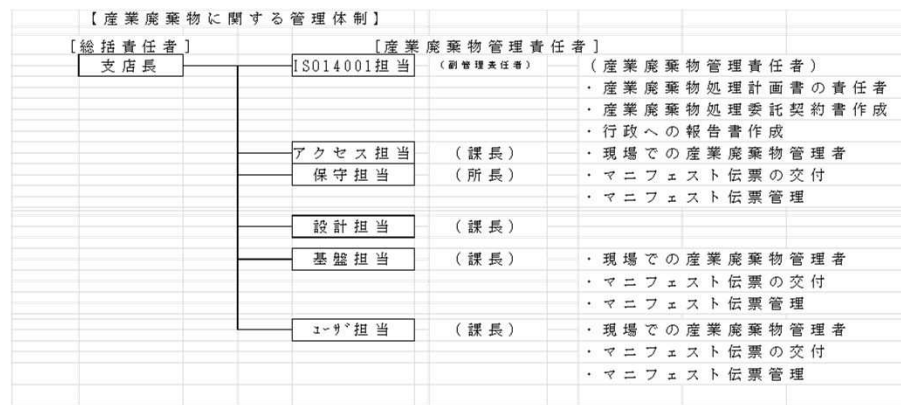 【産業廃棄物に関する管理体制】
[総括責任者] [産業廃棄物管理責任者]
支店長 ISO14001担当 (副管理責任者) (産業廃棄物管理責任者)
・産業廃棄物処理計画書の責任者
・産業廃棄物処理委託契約書作成
・行政への報告書作成
アクセス担当 (課長) ・現場での産業廃棄物管理者
保守担当 (所長) ・マニフェスト伝票の交付
・マニフェスト伝票管理
設計担当 (課長)
基盤担当 (課長) ・現場での産業廃棄物管理者
・マニフェスト伝票の交付
・マニフェスト伝票管理
ユーザ担当 (課長) ・現場での産業廃棄物管理者
・マニフェスト伝票の交付
・マニフェスト伝票管理